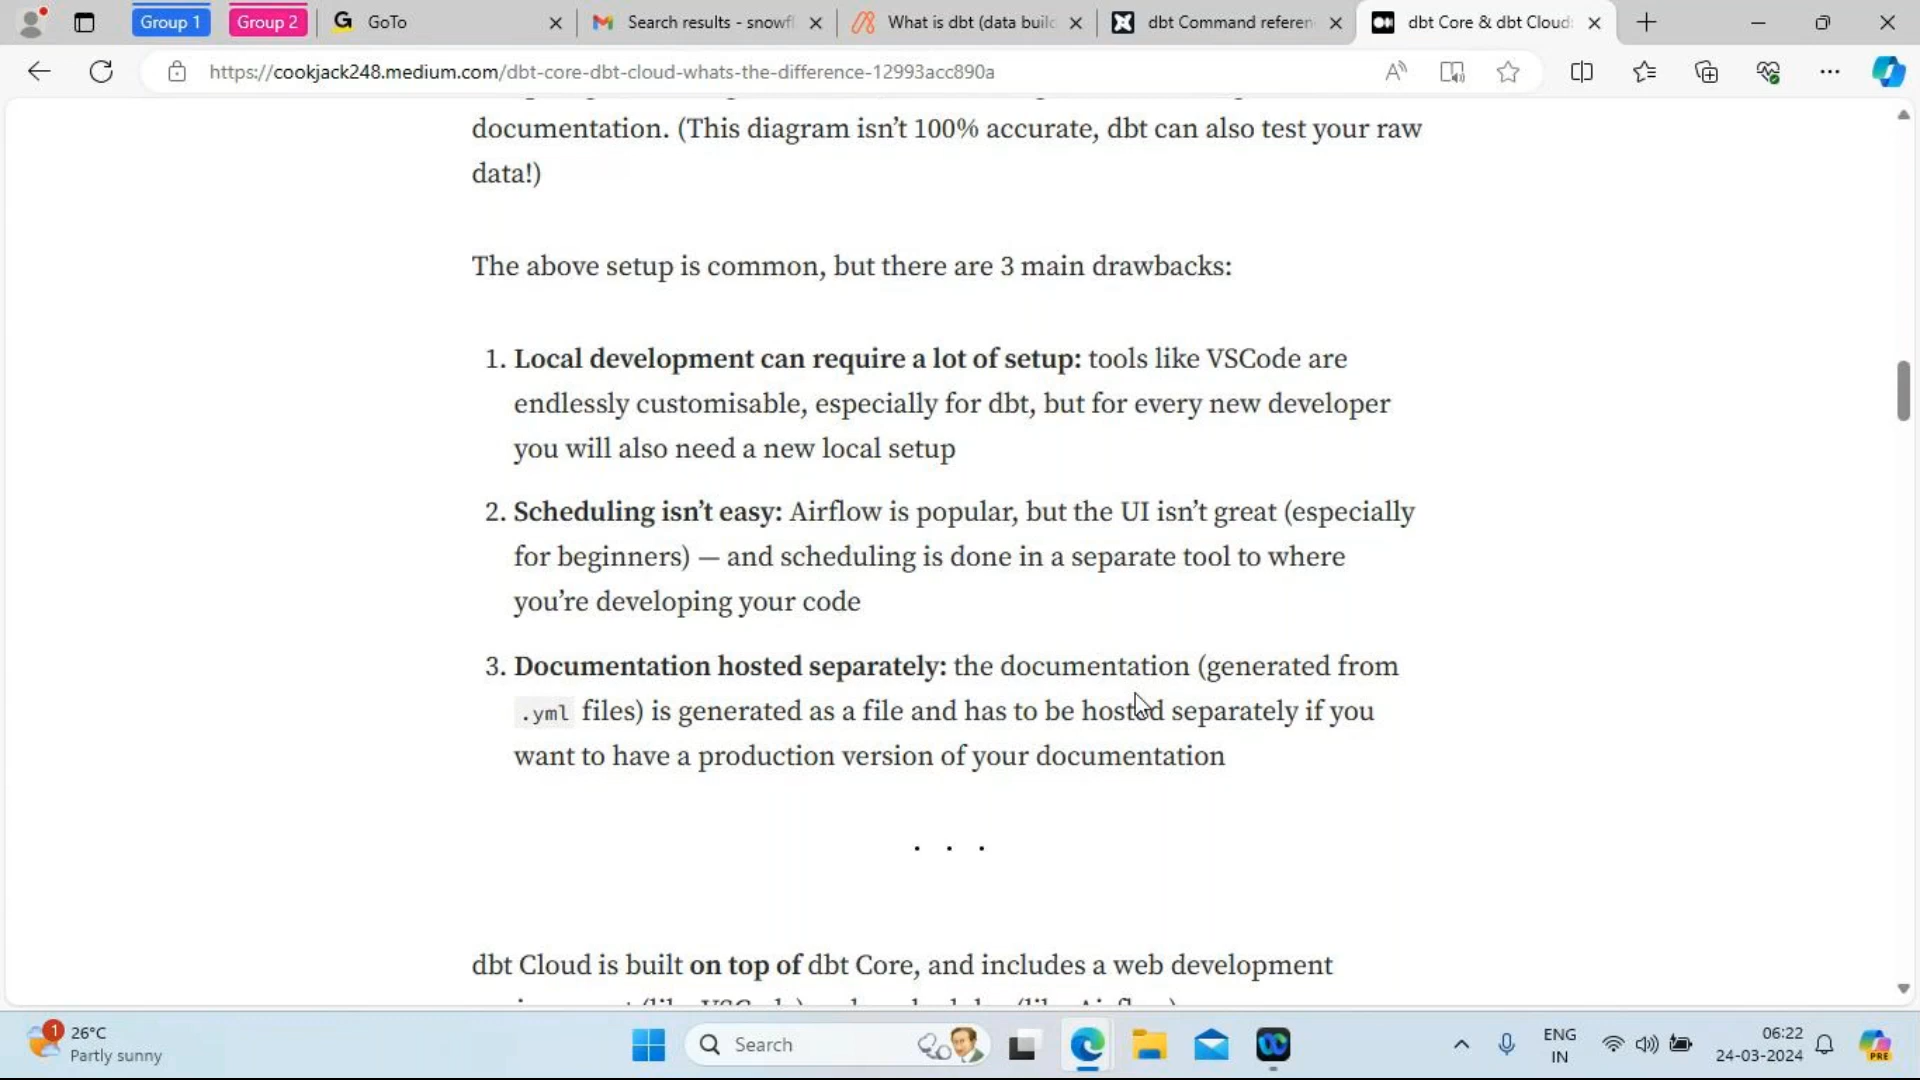 Group 1
Group 2
GoTo
Search results - snowfl
What is dbt (data build
dbt Command referen
dbt Core & dbt Cloud:
https://cookjack248.medium.com/dbt-core-dbt-cloud-whats-the-difference-12993acc890a
documentation. (This diagram isn’t 100% accurate, dbt can also test your raw
data!)
The above setup is common, but there are 3 main drawbacks:
1. Local development can require a lot of setup: tools like VSCode are
endlessly customisable, especially for dbt, but for every new developer
you will also need a new local setup
2. Scheduling isn’t easy: Airflow is popular, but the UI isn’t great (especially
for beginners) — and scheduling is done in a separate tool to where
you’re developing your code
3. Documentation hosted separately: the documentation (generated from
.yml files) is generated as a file and has to be hosted separately if you
want to have a production version of your documentation
. . .
dbt Cloud is built on top of dbt Core, and includes a web development
1
26°C
Partly sunny
Search
ENG
IN
06:22
24-03-2024
PRE